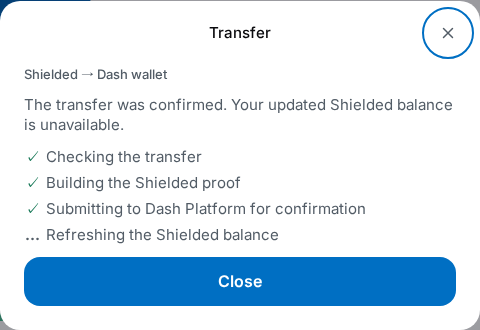 Transfer
Shielded → Dash wallet
The transfer was confirmed. Your updated Shielded balance
is unavailable.
✓ Checking the transfer
✓ Building the Shielded proof
✓ Submitting to Dash Platform for confirmation
... Refreshing the Shielded balance
Close